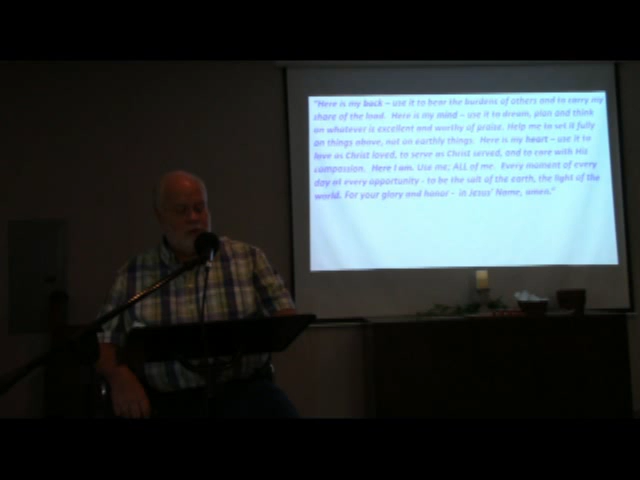 "Here is my back – use it to bear the burdens of others and to carry my
share of the load. Here is my mind – use it to dream, plan and think
on whatever is excellent and worthy of praise. Help me to set it fully
on things above, not on earthly things. Here is my heart – use it to
love as Christ loved, to serve as Christ served, and to care with His
compassion. Here I am. Use me; ALL of me. Every moment of every
day at every opportunity - to be the salt of the earth, the light of the
world. For your glory and honor - in Jesus' Name, amen."